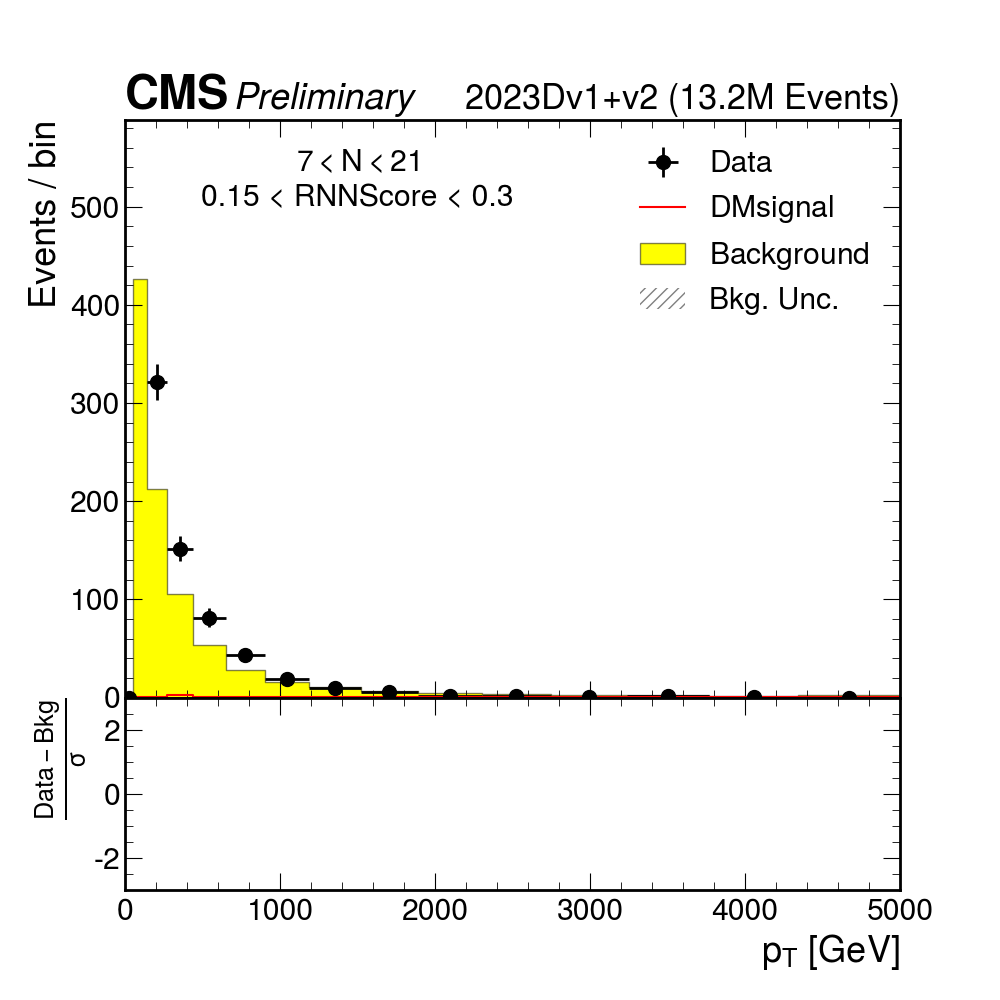 CMS Preliminary 2023Dv1+v2 (13.2M Events)
Events / bin
7 < N < 21
0.15 < RNNScore < 0.3
Data
DMsignal
Background
Bkg. Unc.
500
400
300
200
100
0
Data – Bkg
σ
2
0
-2
0 1000 2000 3000 4000 5000
pT [GeV]